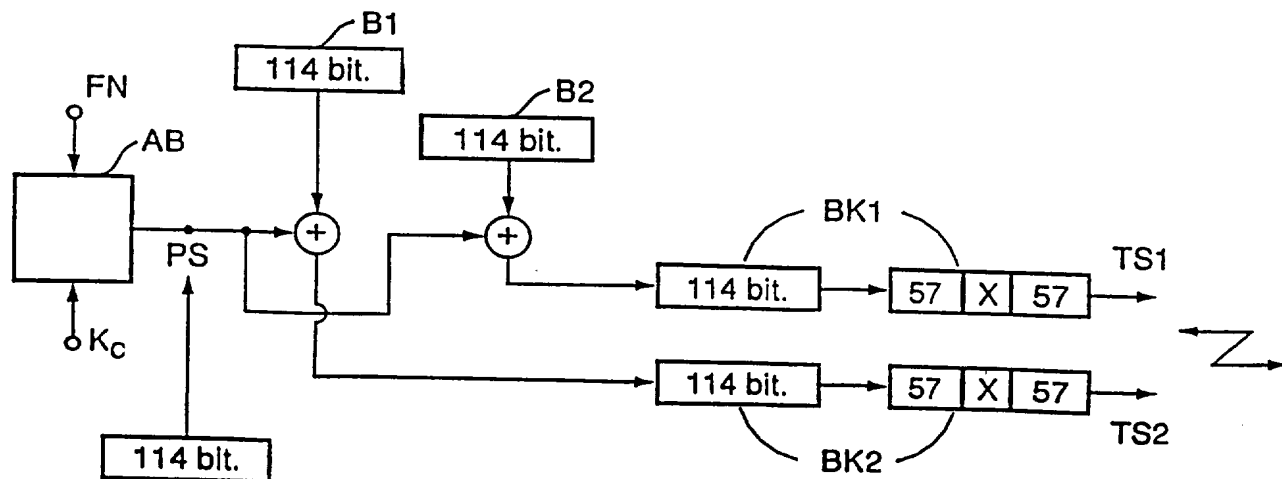 B1
114 bit.
FN
B2
114 bit.
AB
+
+
PS
BK1
TS1
114 bit.
57 X 57
K_C
114 bit.
57 X 57
TS2
114 bit.
BK2